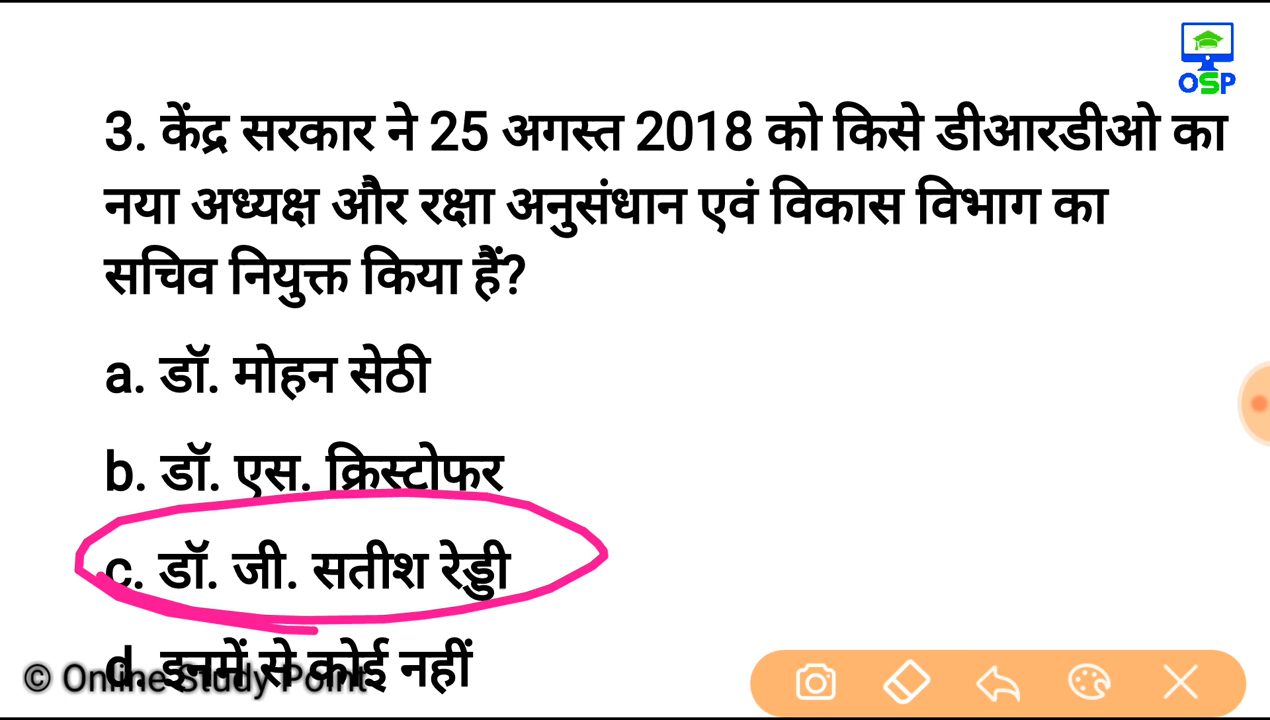 OSP
3. केंद्र सरकार ने 25 अगस्त 2018 को किसे डीआरडीओ का
नया अध्यक्ष और रक्षा अनुसंधान एवं विकास विभाग का
सचिव नियुक्त किया हैं?
a. डॉ. मोहन सेठी
b. डॉ. एस. क्रिस्टोफर
c. डॉ. जी. सतीश रेड्डी
d. इनमें से कोई नहीं
© Online Study Point